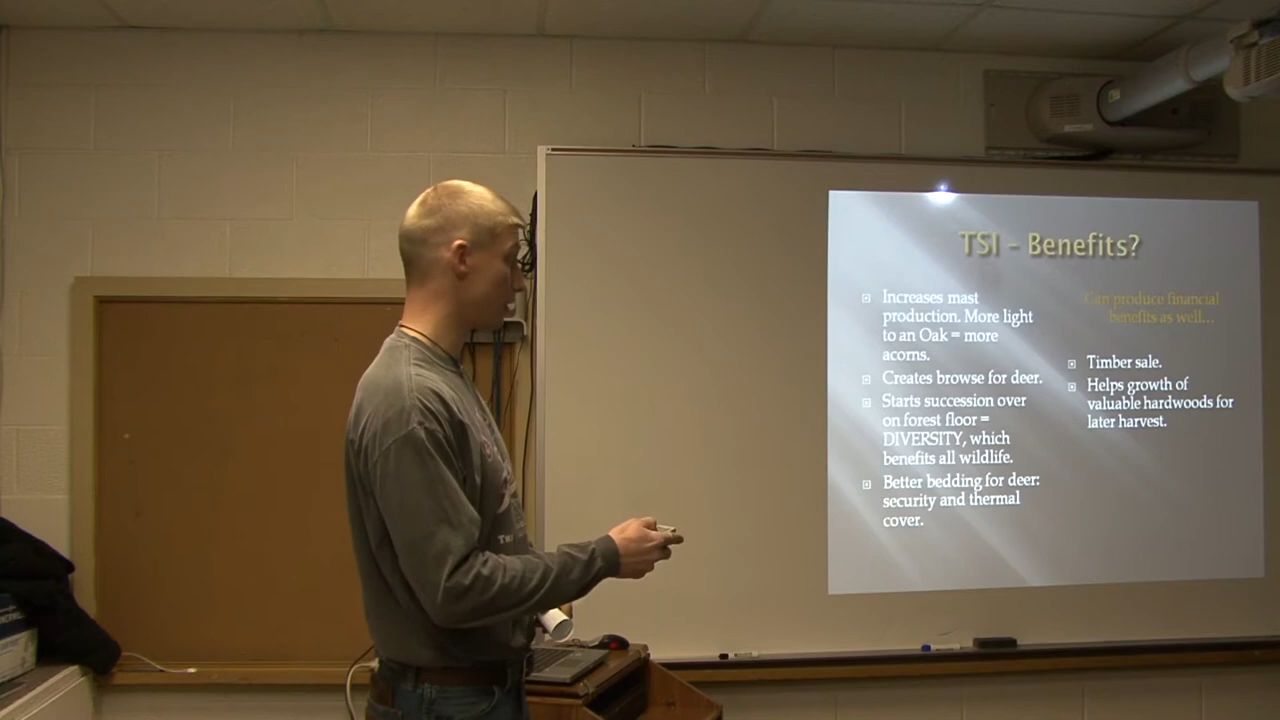 TSI – Benefits?
Increases mast
production. More light
to an Oak = more
acorns.
Creates browse for deer.
Starts succession over
on forest floor =
DIVERSITY, which
benefits all wildlife.
Better bedding for deer:
security and thermal
cover.
Can produce financial
benefits as well...
Timber sale.
Helps growth of
valuable hardwoods for
later harvest.